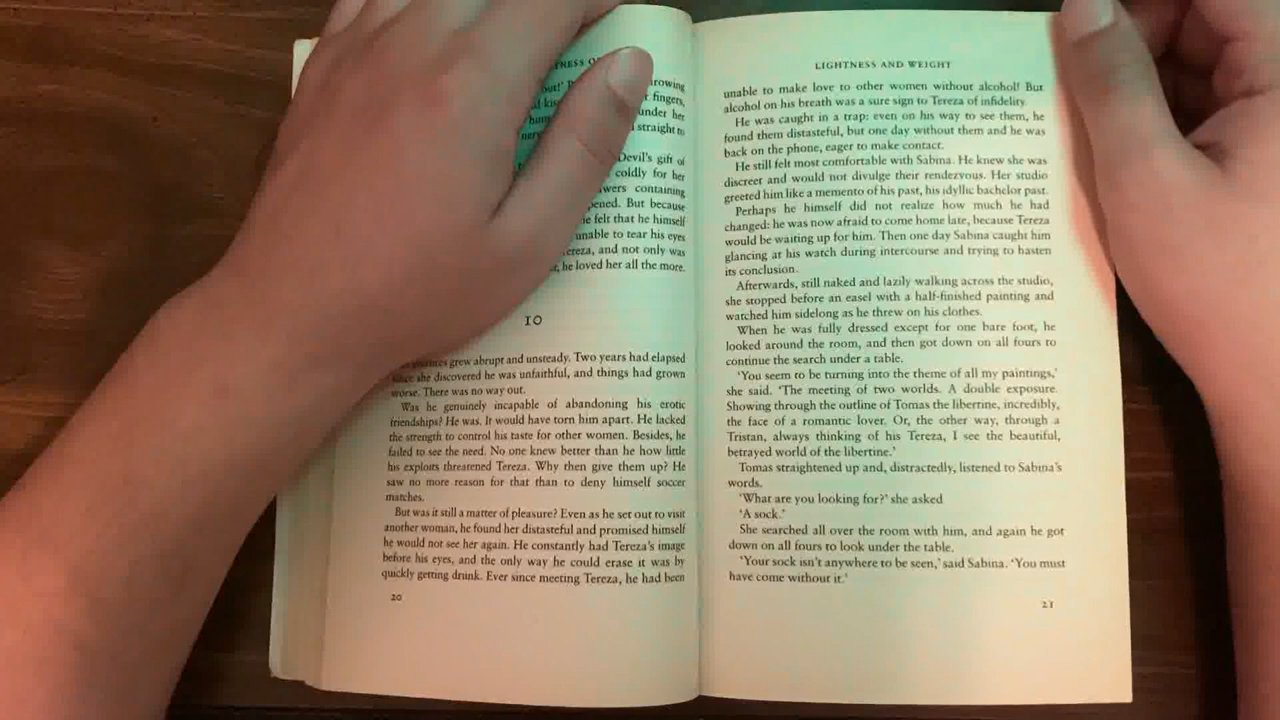 out!'
rowing
fingers,
under her
straight to
Devil's gift of
coldly for her
containing
pened. But because
he felt that he himself
unable to tear his eyes
Tereza, and not only was
he loved her all the more.
10
grew abrupt and unsteady. Two years had elapsed
since she discovered he was unfaithful, and things had grown
worse. There was no way out.
Was he genuinely incapable of abandoning his erotic
friendships? He was. It would have torn him apart. He lacked
the strength to control his taste for other women. Besides, he
failed to see the need. No one knew better than he how little
his exploits threatened Tereza. Why then give them up? He
saw no more reason for that than to deny himself soccer
matches.
But was it still a matter of pleasure? Even as he set out to visit
another woman, he found her distasteful and promised himself
he would not see her again. He constantly had Tereza's image
before his eyes, and the only way he could erase it was by
quickly getting drunk. Ever since meeting Tereza, he had been
20
LIGHTNESS AND WEIGHT
unable to make love to other women without alcohol! But
alcohol on his breath was a sure sign to Tereza of infidelity.
He was caught in a trap: even on his way to see them, he
found them distasteful, but one day without them and he was
back on the phone, eager to make contact.
He still felt most comfortable with Sabina. He knew she was
discreet and would not divulge their rendezvous. Her studio
greeted him like a memento of his past, his idyllic bachelor past.
Perhaps he himself did not realize how much he had
changed: he was now afraid to come home late, because Tereza
would be waiting up for him. Then one day Sabina caught him
glancing at his watch during intercourse and trying to hasten
its conclusion.
Afterwards, still naked and lazily walking across the studio,
she stopped before an easel with a half-finished painting and
watched him sidelong as he threw on his clothes.
When he was fully dressed except for one bare foot, he
looked around the room, and then got down on all fours to
continue the search under a table.
'You seem to be turning into the theme of all my paintings,'
she said. 'The meeting of two worlds. A double exposure.
Showing through the outline of Tomas the libertine, incredibly,
the face of a romantic lover. Or, the other way, through a
Tristan, always thinking of his Tereza, I see the beautiful,
betrayed world of the libertine.'
Tomas straightened up and, distractedly, listened to Sabina's
words.
'What are you looking for?' she asked
'A sock.'
She searched all over the room with him, and again he got
down on all fours to look under the table.
'Your sock isn't anywhere to be seen,' said Sabina. 'You must
have come without it.'
21